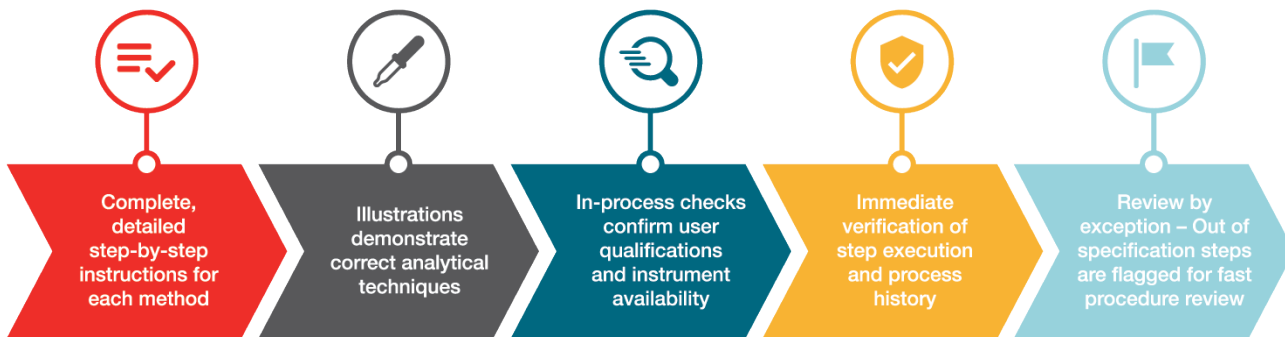 Complete,
detailed
step-by-step
instructions for
each method
Illustrations
demonstrate
correct analytical
techniques
In-process checks
confirm user
qualifications
and instrument
availability
Immediate
verification of
step execution
and process
history
Review by
exception – Out of
specification steps
are flagged for fast
procedure review